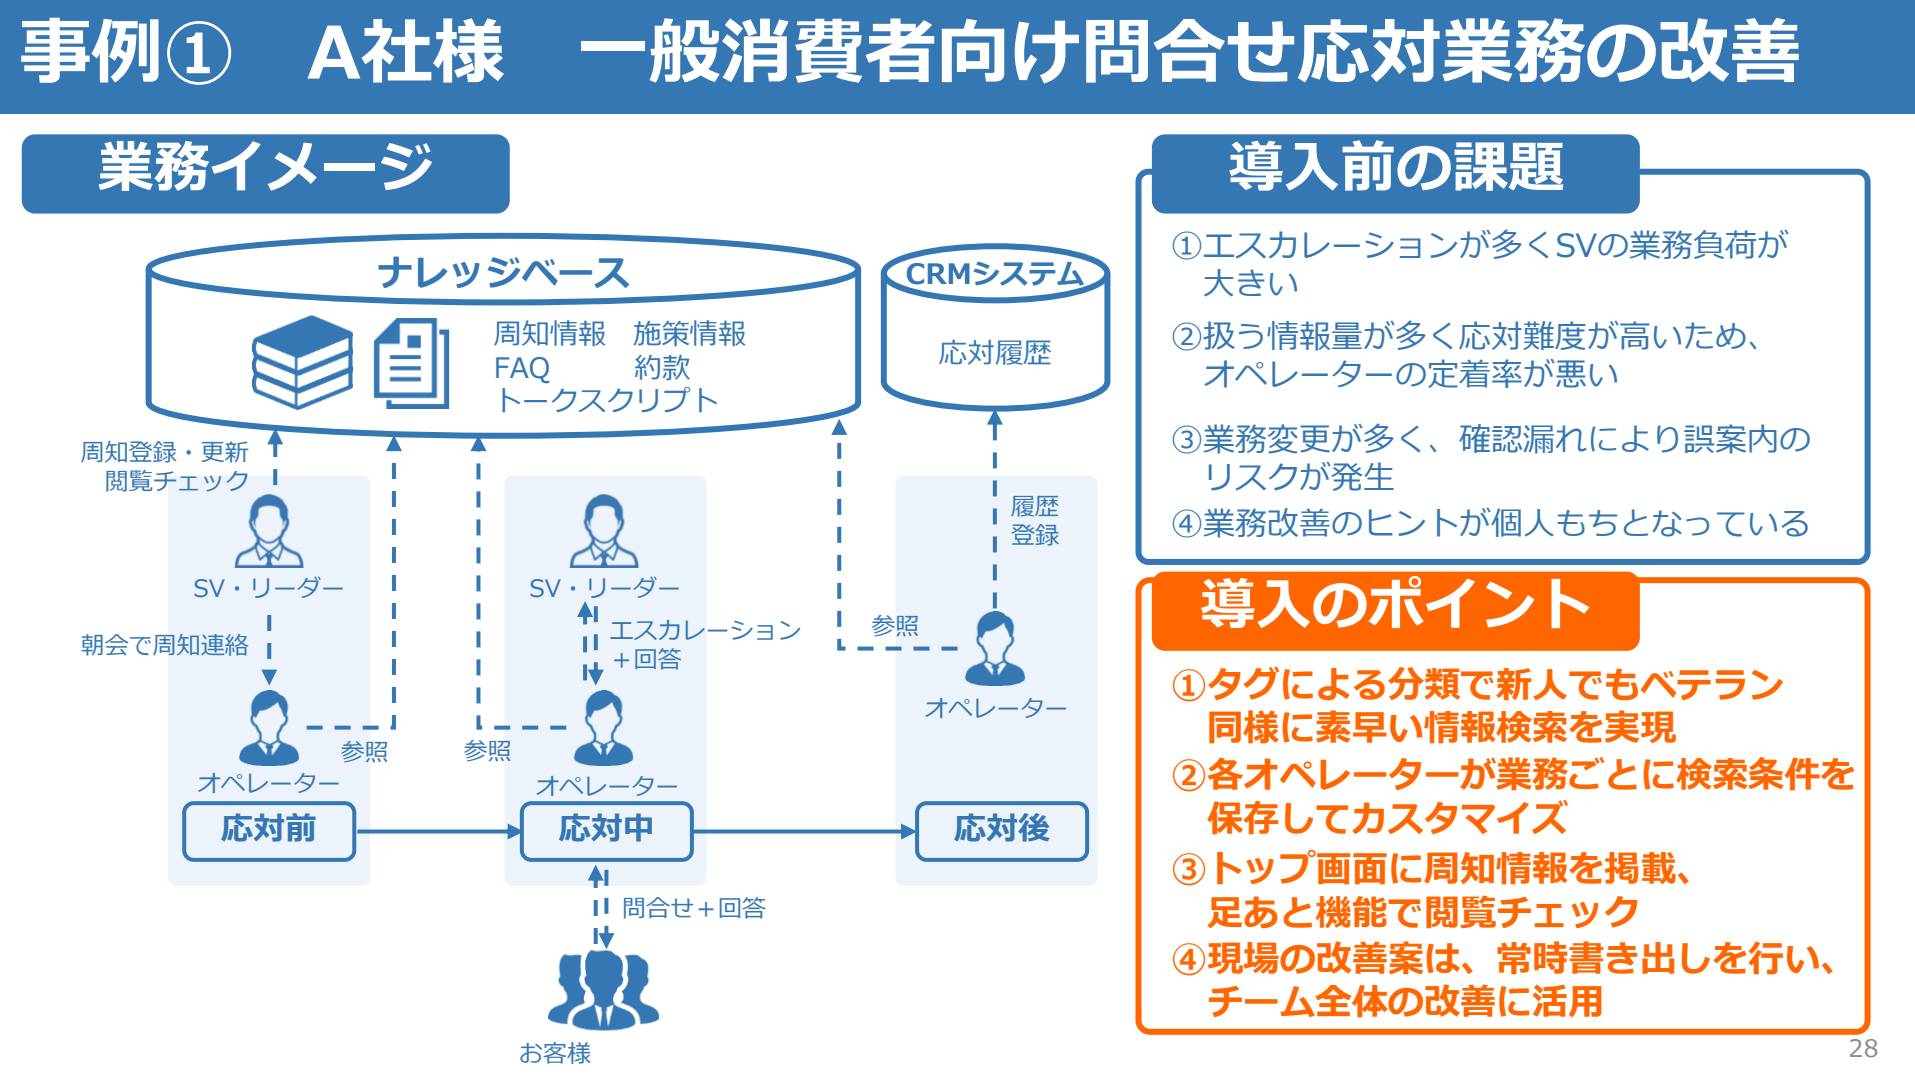 事例① A社様 一般消費者向け問合せ応対業務の改善
業務イメージ
ナレッジベース
周知情報 施策情報
FAQ 約款
トークスクリプト
CRMシステム
応対履歴
周知登録・更新
閲覧チェック
SV・リーダー
朝会で周知連絡
オペレーター
参照
応対前
SV・リーダー
エスカレーション
＋回答
参照
オペレーター
応対中
履歴
登録
参照
オペレーター
応対後
問合せ＋回答
お客様
導入前の課題
①エスカレーションが多くSVの業務負荷が
大きい
②扱う情報量が多く応対難度が高いため、
オペレーターの定着率が悪い
③業務変更が多く、確認漏れにより誤案内の
リスクが発生
④業務改善のヒントが個人もちとなっている
導入のポイント
①タグによる分類で新人でもベテラン
同様に素早い情報検索を実現
②各オペレーターが業務ごとに検索条件を
保存してカスタマイズ
③トップ画面に周知情報を掲載、
足あと機能で閲覧チェック
④現場の改善案は、常時書き出しを行い、
チーム全体の改善に活用
28